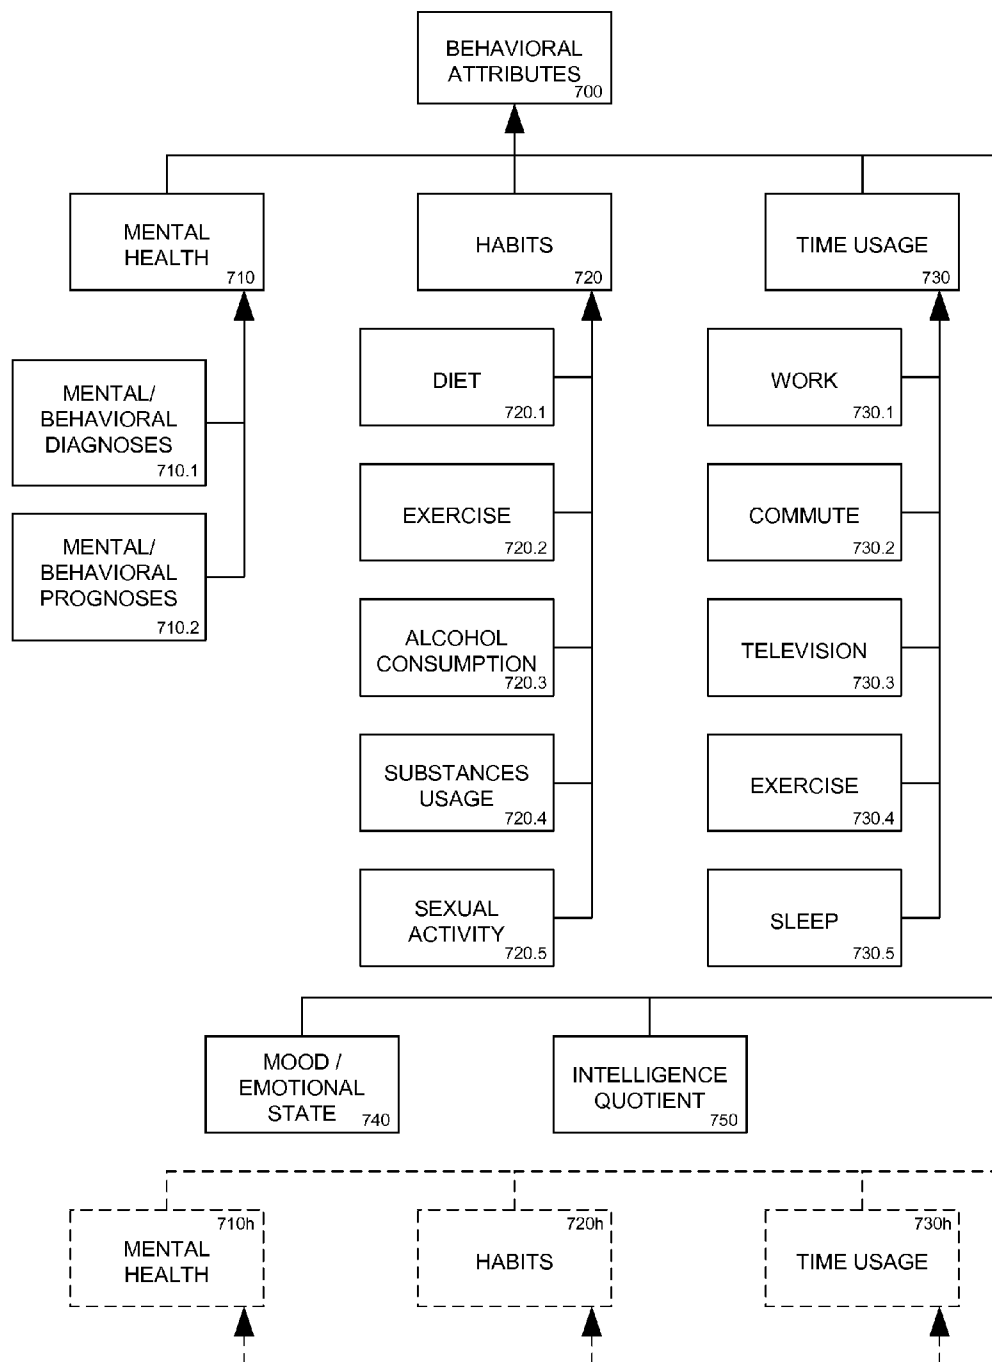 BEHAVIORAL
ATTRIBUTES
700
MENTAL
HEALTH
710
HABITS
720
TIME USAGE
730
MENTAL/
BEHAVIORAL
DIAGNOSES
710.1
MENTAL/
BEHAVIORAL
PROGNOSES
710.2
DIET
720.1
EXERCISE
720.2
ALCOHOL
CONSUMPTION
720.3
SUBSTANCES
USAGE
720.4
SEXUAL
ACTIVITY
720.5
WORK
730.1
COMMUTE
730.2
TELEVISION
730.3
EXERCISE
730.4
SLEEP
730.5
MOOD /
EMOTIONAL
STATE
740
INTELLIGENCE
QUOTIENT
750
710h
MENTAL
HEALTH
720h
HABITS
730h
TIME USAGE